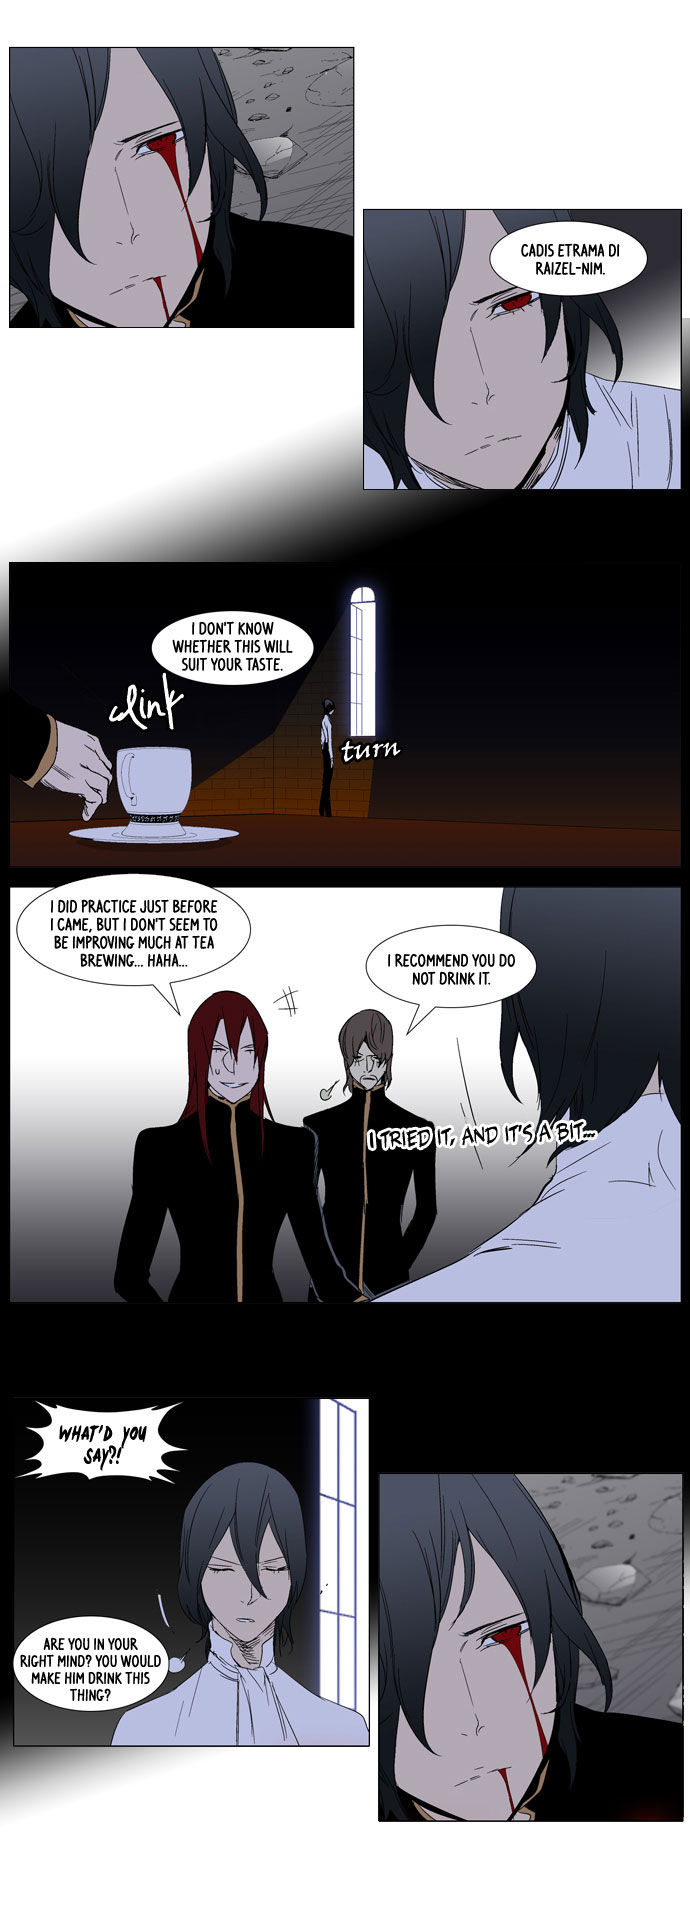 CADIS ETRAMA DI
RAIZEL-NIM.
I DON'T KNOW
WHETHER THIS WILL
SUIT YOUR TASTE.
clink
turn
I DID PRACTICE JUST BEFORE
I CAME, BUT I DON'T SEEM TO
BE IMPROVING MUCH AT TEA
BREWING... HAHA...
I RECOMMEND YOU DO
NOT DRINK IT.
I TRIED IT, AND IT'S A BIT...
WHAT'D YOU
SAY?!
ARE YOU IN YOUR
RIGHT MIND? YOU WOULD
MAKE HIM DRINK THIS
THING?